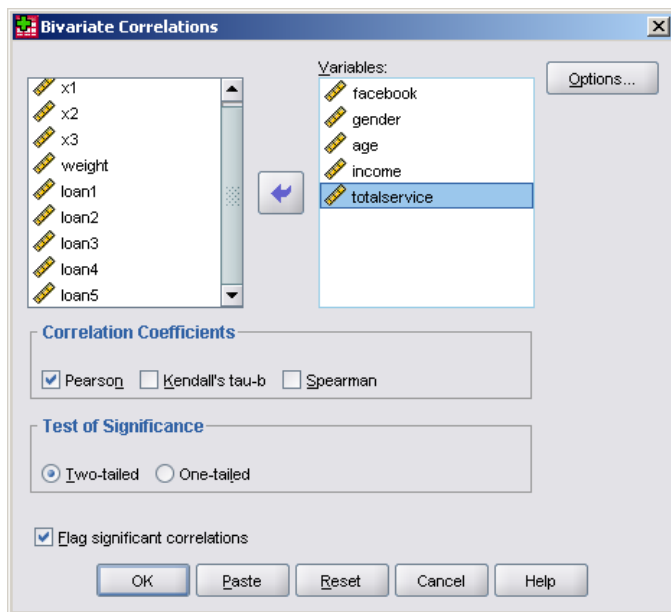 Bivariate Correlations
x1
x2
x3
weight
loan1
loan2
loan3
loan4
loan5
Variables:
facebook
gender
age
income
totalservice
Options...
Correlation Coefficients
Pearson Kendall's tau-b Spearman
Test of Significance
Two-tailed One-tailed
Flag significant correlations
OK Paste Reset Cancel Help